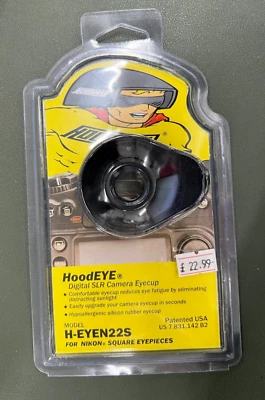 HoodEYE®
Digital SLR Camera Eyecup
• Comfortable eyecup reduces eye fatigue by eliminating
distracting sunlight
• Easily upgrade your camera eyecup in seconds
• Hypoallergenic silicon rubber eyecup
£ 22.99
Patented USA
US 7,831,142 B2
MODEL
H-EYEN22S
FOR NIKON® SQUARE EYEPIECES